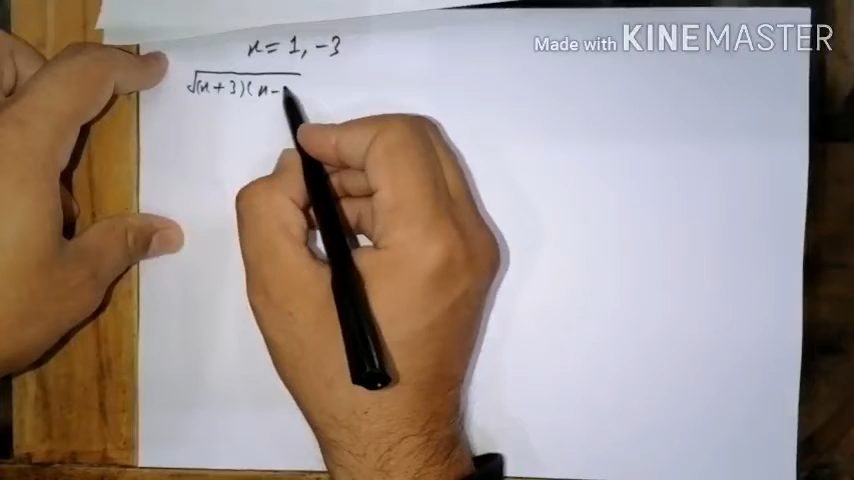 x = 1, -3
Made with KINEMASTER
√(x+3)(x-